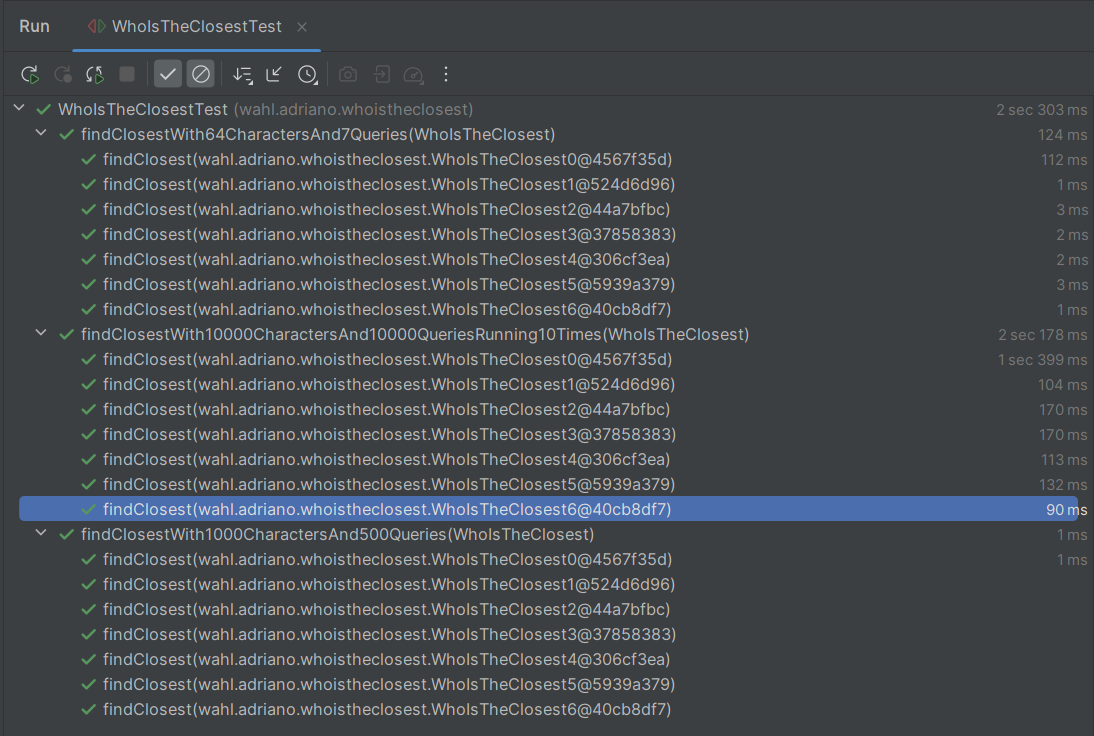 Run WhoIsTheClosestTest
WhoIsTheClosestTest (wahl.adriano.whoistheclosest) 2 sec 303 ms
findClosestWith64CharactersAnd7Queries(WhoIsTheClosest) 124 ms
findClosest(wahl.adriano.whoistheclosest.WhoIsTheClosest0@4567f35d) 112 ms
findClosest(wahl.adriano.whoistheclosest.WhoIsTheClosest1@524d6d96) 1 ms
findClosest(wahl.adriano.whoistheclosest.WhoIsTheClosest2@44a7bfbc) 3 ms
findClosest(wahl.adriano.whoistheclosest.WhoIsTheClosest3@37858383) 2 ms
findClosest(wahl.adriano.whoistheclosest.WhoIsTheClosest4@306cf3ea) 2 ms
findClosest(wahl.adriano.whoistheclosest.WhoIsTheClosest5@5939a379) 3 ms
findClosest(wahl.adriano.whoistheclosest.WhoIsTheClosest6@40cb8df7) 1 ms
findClosestWith10000CharactersAnd10000QueriesRunning10Times(WhoIsTheClosest) 2 sec 178 ms
findClosest(wahl.adriano.whoistheclosest.WhoIsTheClosest0@4567f35d) 1 sec 399 ms
findClosest(wahl.adriano.whoistheclosest.WhoIsTheClosest1@524d6d96) 104 ms
findClosest(wahl.adriano.whoistheclosest.WhoIsTheClosest2@44a7bfbc) 170 ms
findClosest(wahl.adriano.whoistheclosest.WhoIsTheClosest3@37858383) 170 ms
findClosest(wahl.adriano.whoistheclosest.WhoIsTheClosest4@306cf3ea) 113 ms
findClosest(wahl.adriano.whoistheclosest.WhoIsTheClosest5@5939a379) 132 ms
findClosest(wahl.adriano.whoistheclosest.WhoIsTheClosest6@40cb8df7) 90 ms
findClosestWith1000CharactersAnd500Queries(WhoIsTheClosest) 1 ms
findClosest(wahl.adriano.whoistheclosest.WhoIsTheClosest0@4567f35d) 1 ms
findClosest(wahl.adriano.whoistheclosest.WhoIsTheClosest1@524d6d96)
findClosest(wahl.adriano.whoistheclosest.WhoIsTheClosest2@44a7bfbc)
findClosest(wahl.adriano.whoistheclosest.WhoIsTheClosest3@37858383)
findClosest(wahl.adriano.whoistheclosest.WhoIsTheClosest4@306cf3ea)
findClosest(wahl.adriano.whoistheclosest.WhoIsTheClosest5@5939a379)
findClosest(wahl.adriano.whoistheclosest.WhoIsTheClosest6@40cb8df7)